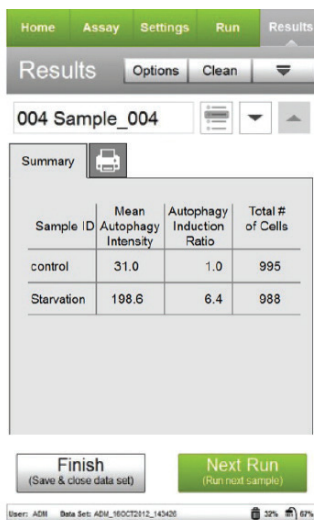 Home Assay Settings Run Results
Results Options Clean
004 Sample_004
Summary
Sample ID Mean Autophagy Intensity Autophagy Induction Ratio Total # of Cells
control 31.0 1.0 995
Starvation 198.6 6.4 988
Finish Next Run
(Save & close data set) (Run next sample)
User: ADM Data Set: ADM_16OCT2012_143426 32% 67%